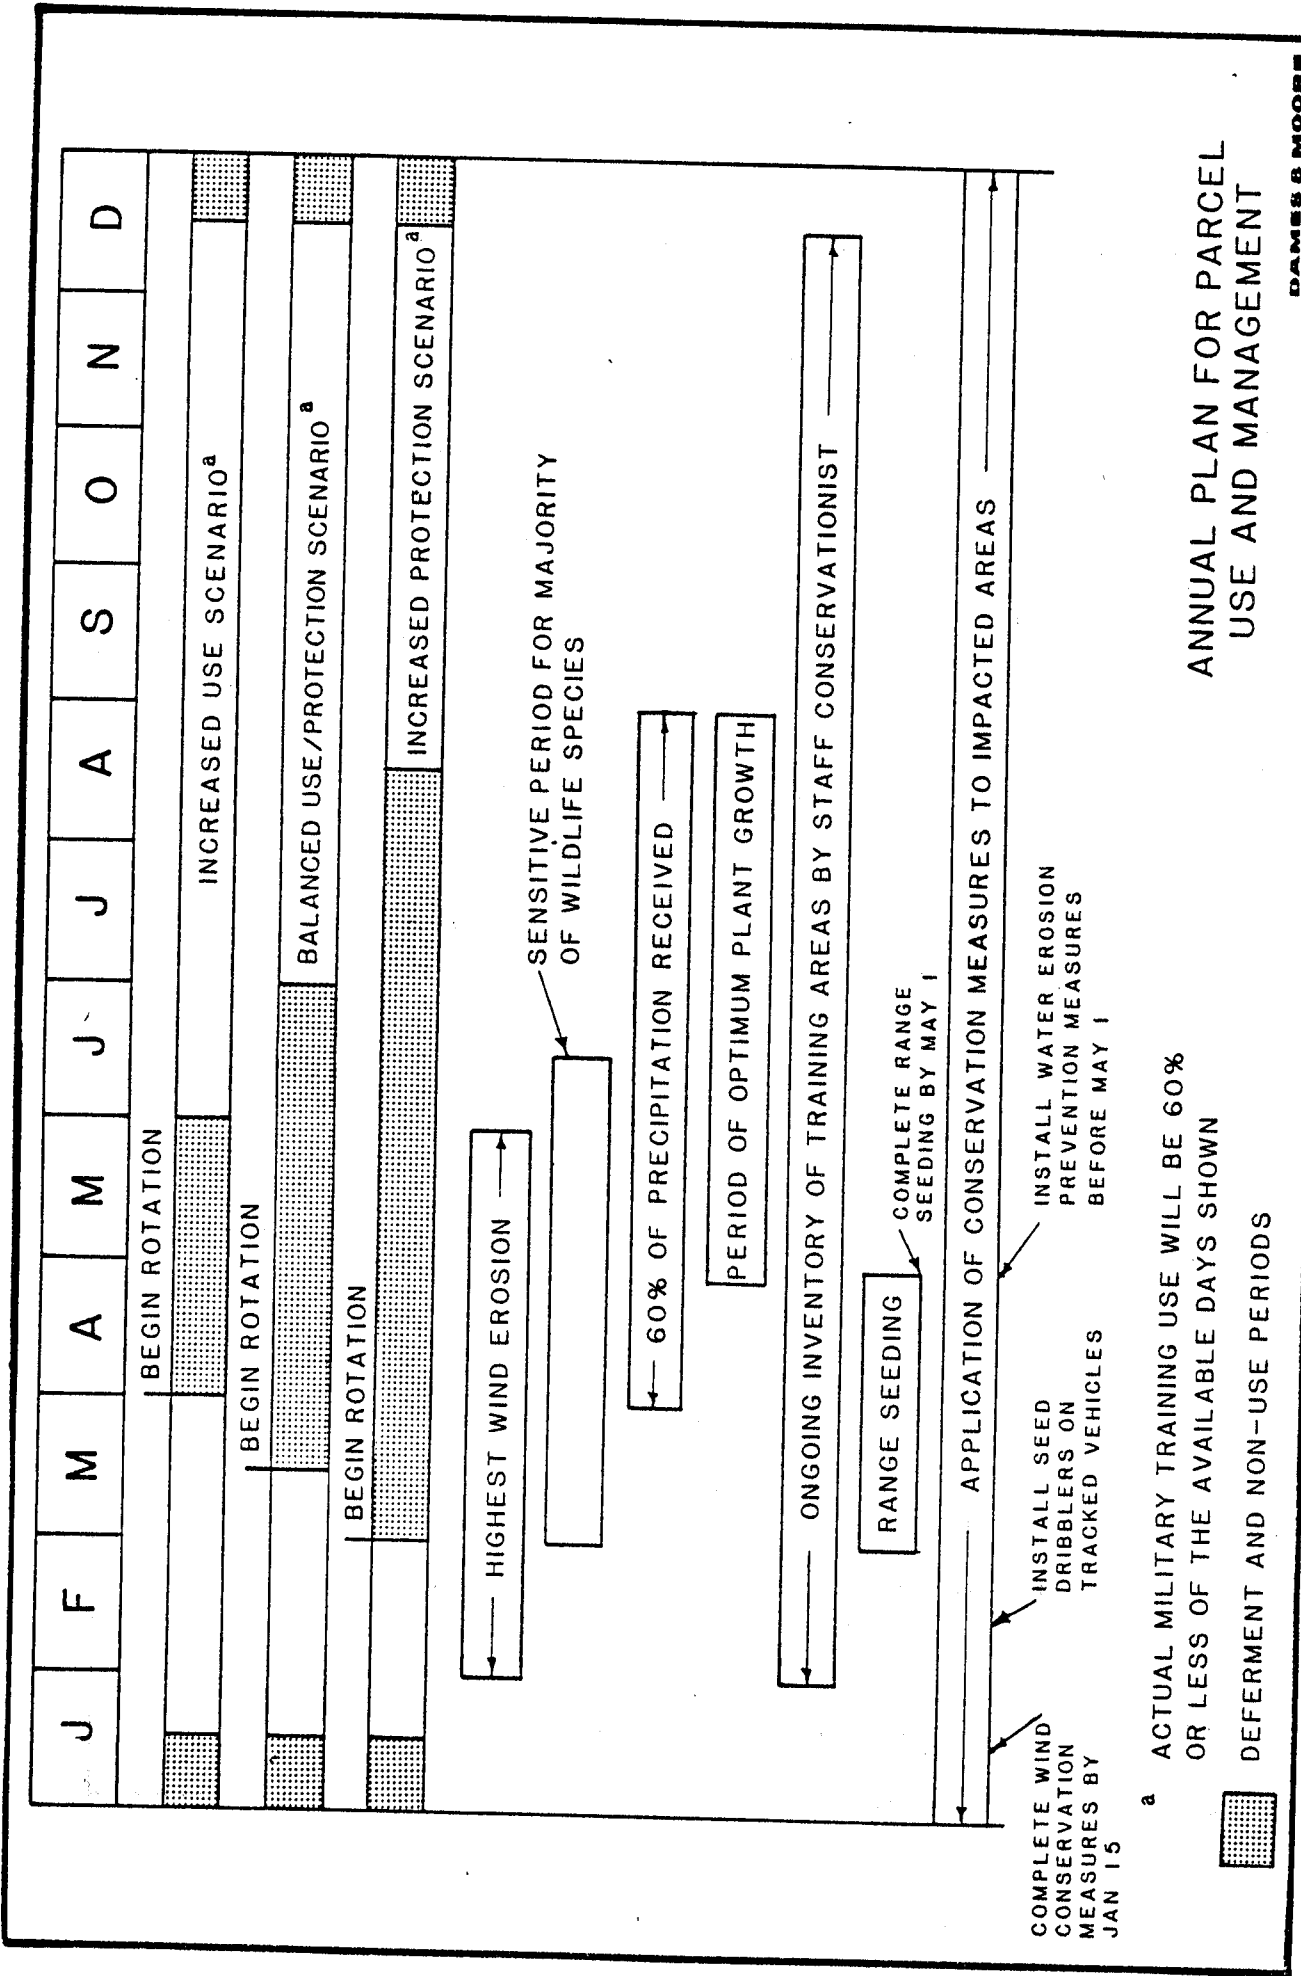 J F M A M J J A S O N D
BEGIN ROTATION
INCREASED USE SCENARIO a
BEGIN ROTATION
BALANCED USE/PROTECTION SCENARIO a
BEGIN ROTATION
INCREASED PROTECTION SCENARIO a
HIGHEST WIND EROSION
SENSITIVE PERIOD FOR MAJORITY
OF WILDLIFE SPECIES
60% OF PRECIPITATION RECEIVED
PERIOD OF OPTIMUM PLANT GROWTH
ONGOING INVENTORY OF TRAINING AREAS BY STAFF CONSERVATIONIST
RANGE SEEDING
COMPLETE RANGE
SEEDING BY MAY 1
APPLICATION OF CONSERVATION MEASURES TO IMPACTED AREAS
COMPLETE WIND
CONSERVATION
MEASURES BY
JAN 15
INSTALL SEED
DRIBBLERS ON
TRACKED VEHICLES
INSTALL WATER EROSION
PREVENTION MEASURES
BEFORE MAY 1
a ACTUAL MILITARY TRAINING USE WILL BE 60%
OR LESS OF THE AVAILABLE DAYS SHOWN
DEFERMENT AND NON-USE PERIODS
ANNUAL PLAN FOR PARCEL
USE AND MANAGEMENT
DAMES & MOORE